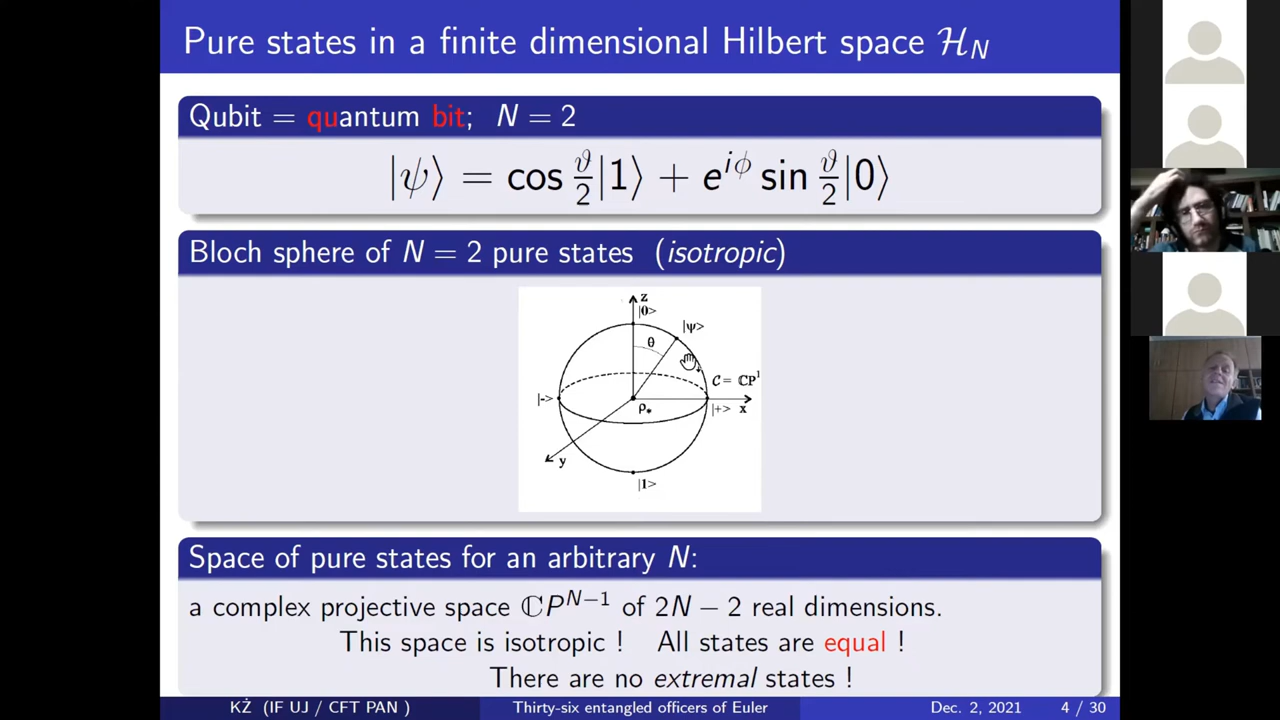 Pure states in a finite dimensional Hilbert space ℋ_N
Qubit = quantum bit; N = 2
|ψ⟩ = cos ϑ/2 |1⟩ + e^{iϕ} sin ϑ/2 |0⟩
Bloch sphere of N = 2 pure states (isotropic)
z
|0>
|ψ>
θ
𝒞 = ℂP¹
|->
ρ*
|+> x
y
|1>
Space of pure states for an arbitrary N:
a complex projective space ℂP^{N−1} of 2N − 2 real dimensions.
This space is isotropic ! All states are equal !
There are no extremal states !
KŻ (IF UJ / CFT PAN ) Thirty-six entangled officers of Euler Dec. 2, 2021 4 / 30